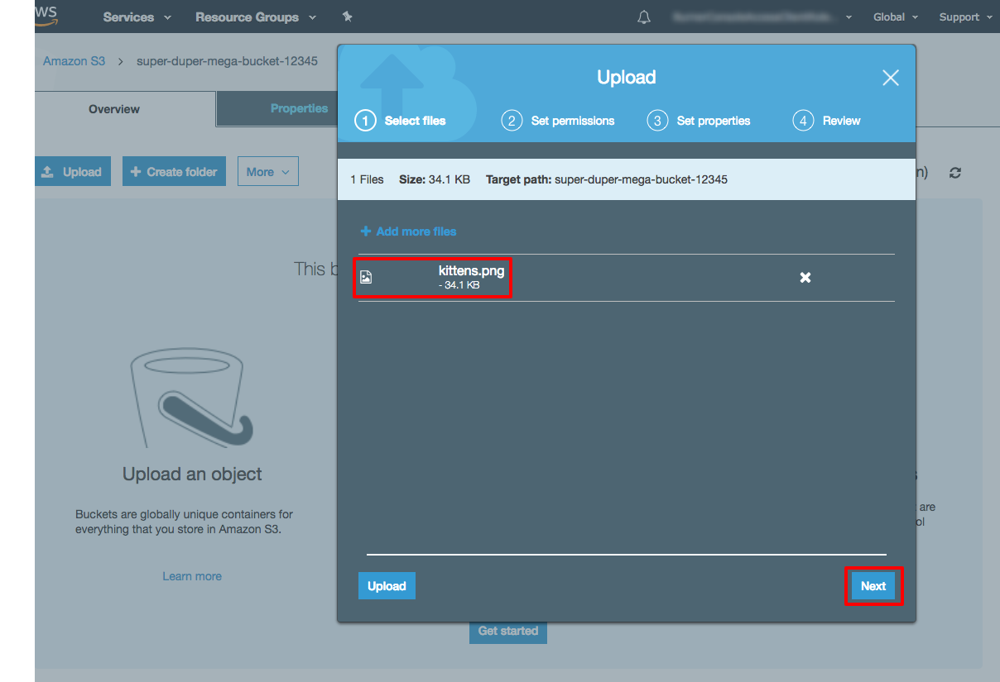 WS Services Resource Groups Global Support
Amazon S3 > super-duper-mega-bucket-12345
Overview Properties
Upload + Create folder More
Upload
1 Select files 2 Set permissions 3 Set properties 4 Review
1 Files Size: 34.1 KB Target path: super-duper-mega-bucket-12345
n)
+ Add more files
This b
kittens.png
- 34.1 KB
Upload an object
Buckets are globally unique containers for
everything that you store in Amazon S3.
Learn more
s
are
ol
Upload Next
Get started